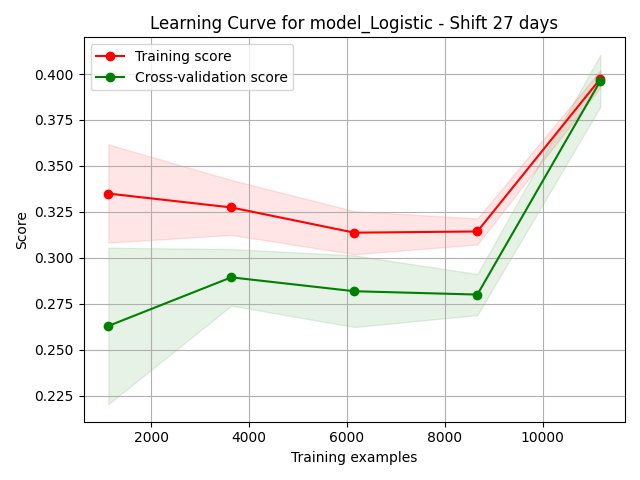 Learning Curve for model_Logistic - Shift 27 days
Training score
Cross-validation score
0.400
0.375
0.350
0.325
0.300
0.275
0.250
0.225
Score
2000 4000 6000 8000 10000
Training examples